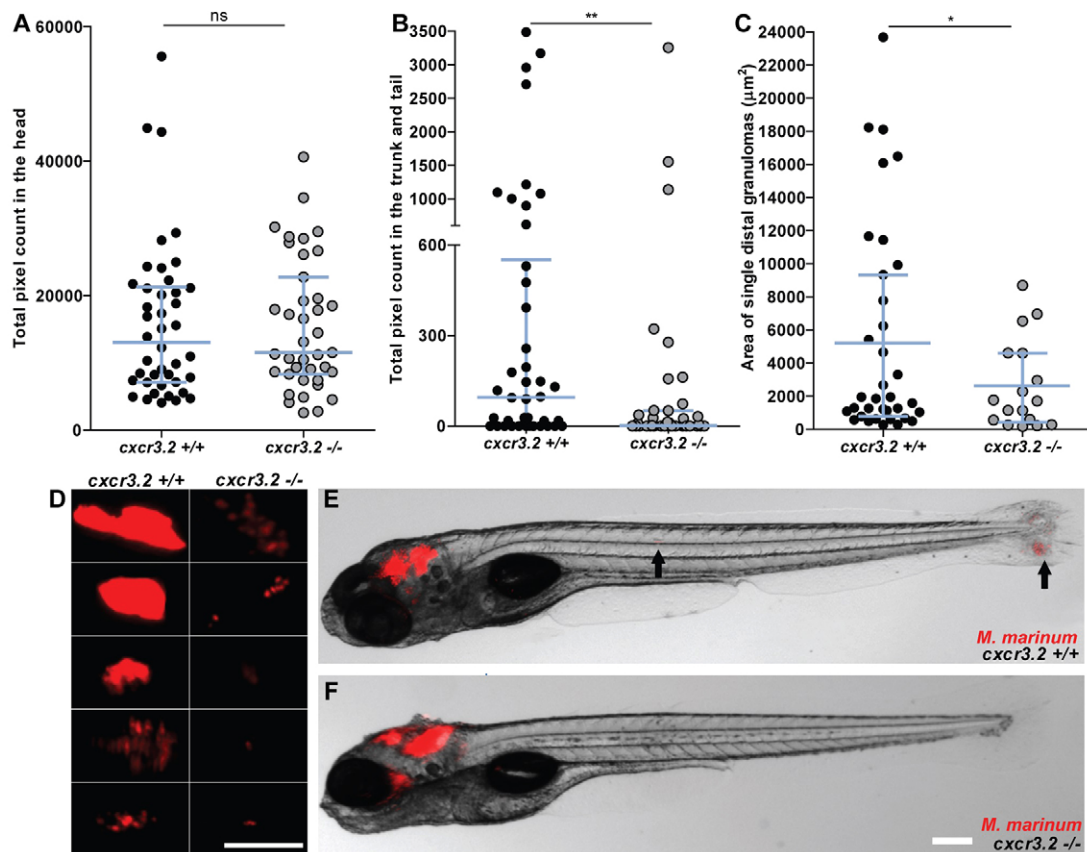 A
Total pixel count in the head
60000
40000
20000
0
ns
cxcr3.2 +/+
cxcr3.2 -/-
B
Total pixel count in the trunk and tail
3500
3000
2500
2000
1500
1000
600
300
0
**
cxcr3.2 +/+
cxcr3.2 -/-
C
Area of single distal granulomas (μm²)
24000
22000
20000
18000
16000
14000
12000
10000
8000
6000
4000
2000
0
*
cxcr3.2 +/+
cxcr3.2 -/-
D
cxcr3.2 +/+
cxcr3.2 -/-
E
M. marinum
cxcr3.2 +/+
F
M. marinum
cxcr3.2 -/-